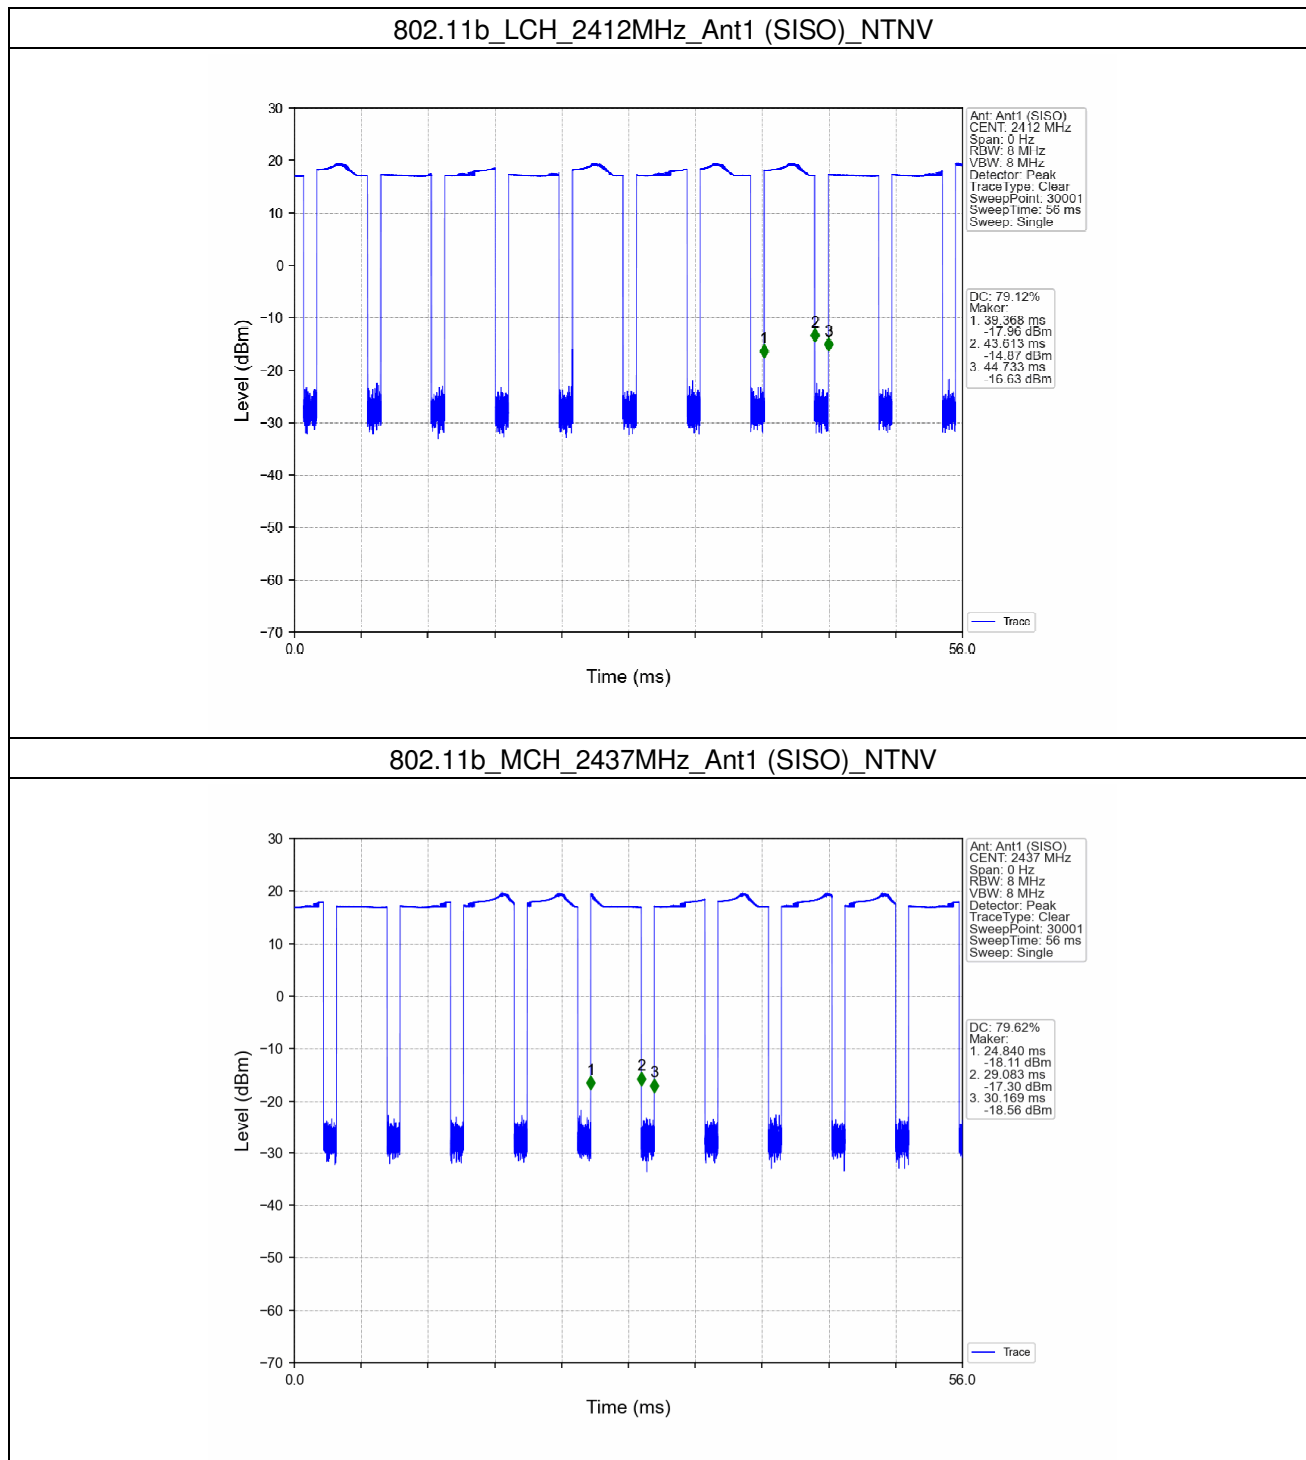 802.11b_LCH_2412MHz_Ant1 (SISO)_NTNV
30
20
10
0
−10
−20
−30
−40
−50
−60
−70
Level (dBm)
0.0
56.0
Time (ms)
1
2
3
Ant: Ant1 (SISO)
CENT: 2412 MHz
Span: 0 Hz
RBW: 8 MHz
VBW: 8 MHz
Detector: Peak
TraceType: Clear
SweepPoint: 30001
SweepTime: 56 ms
Sweep: Single
DC: 79.12%
Maker:
1. 39.368 ms
-17.96 dBm
2. 43.613 ms
-14.87 dBm
3. 44.733 ms
-16.63 dBm
Trace
802.11b_MCH_2437MHz_Ant1 (SISO)_NTNV
30
20
10
0
−10
−20
−30
−40
−50
−60
−70
Level (dBm)
0.0
56.0
Time (ms)
1
2
3
Ant: Ant1 (SISO)
CENT: 2437 MHz
Span: 0 Hz
RBW: 8 MHz
VBW: 8 MHz
Detector: Peak
TraceType: Clear
SweepPoint: 30001
SweepTime: 56 ms
Sweep: Single
DC: 79.62%
Maker:
1. 24.840 ms
-18.11 dBm
2. 29.083 ms
-17.30 dBm
3. 30.169 ms
-18.56 dBm
Trace